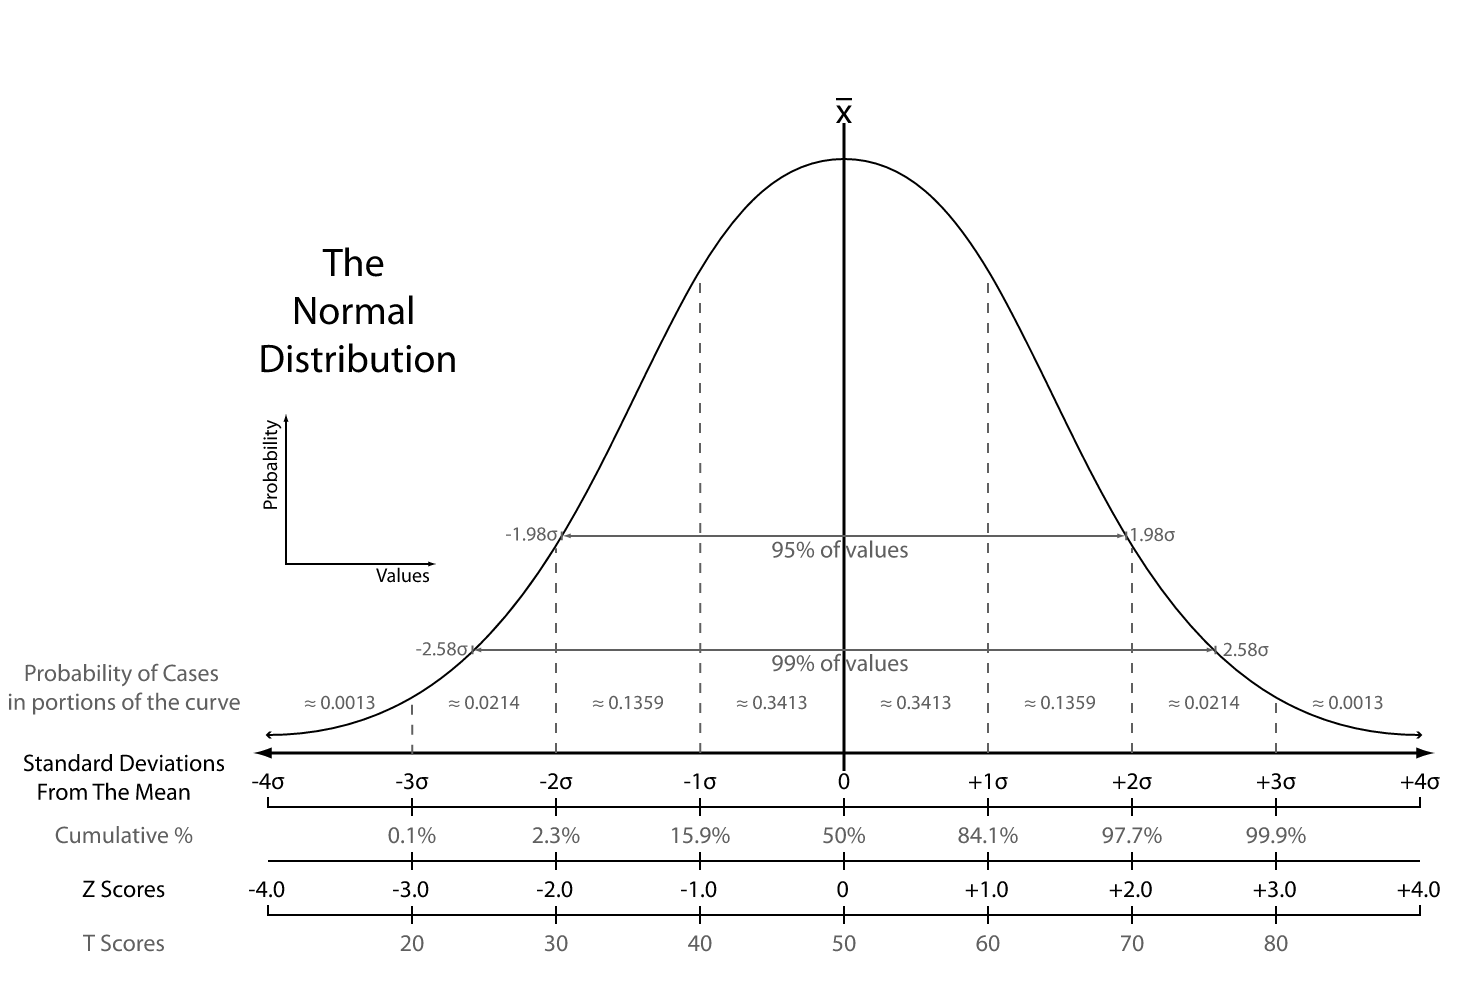 x̅
The
Normal
Distribution
Probability
Values
-1.98σ 1.98σ
95% of values
-2.58σ 2.58σ
99% of values
Probability of Cases
in portions of the curve
≈ 0.0013 ≈ 0.0214 ≈ 0.1359 ≈ 0.3413 ≈ 0.3413 ≈ 0.1359 ≈ 0.0214 ≈ 0.0013
Standard Deviations
From The Mean
-4σ -3σ -2σ -1σ 0 +1σ +2σ +3σ +4σ
Cumulative % 0.1% 2.3% 15.9% 50% 84.1% 97.7% 99.9%
Z Scores -4.0 -3.0 -2.0 -1.0 0 +1.0 +2.0 +3.0 +4.0
T Scores 20 30 40 50 60 70 80